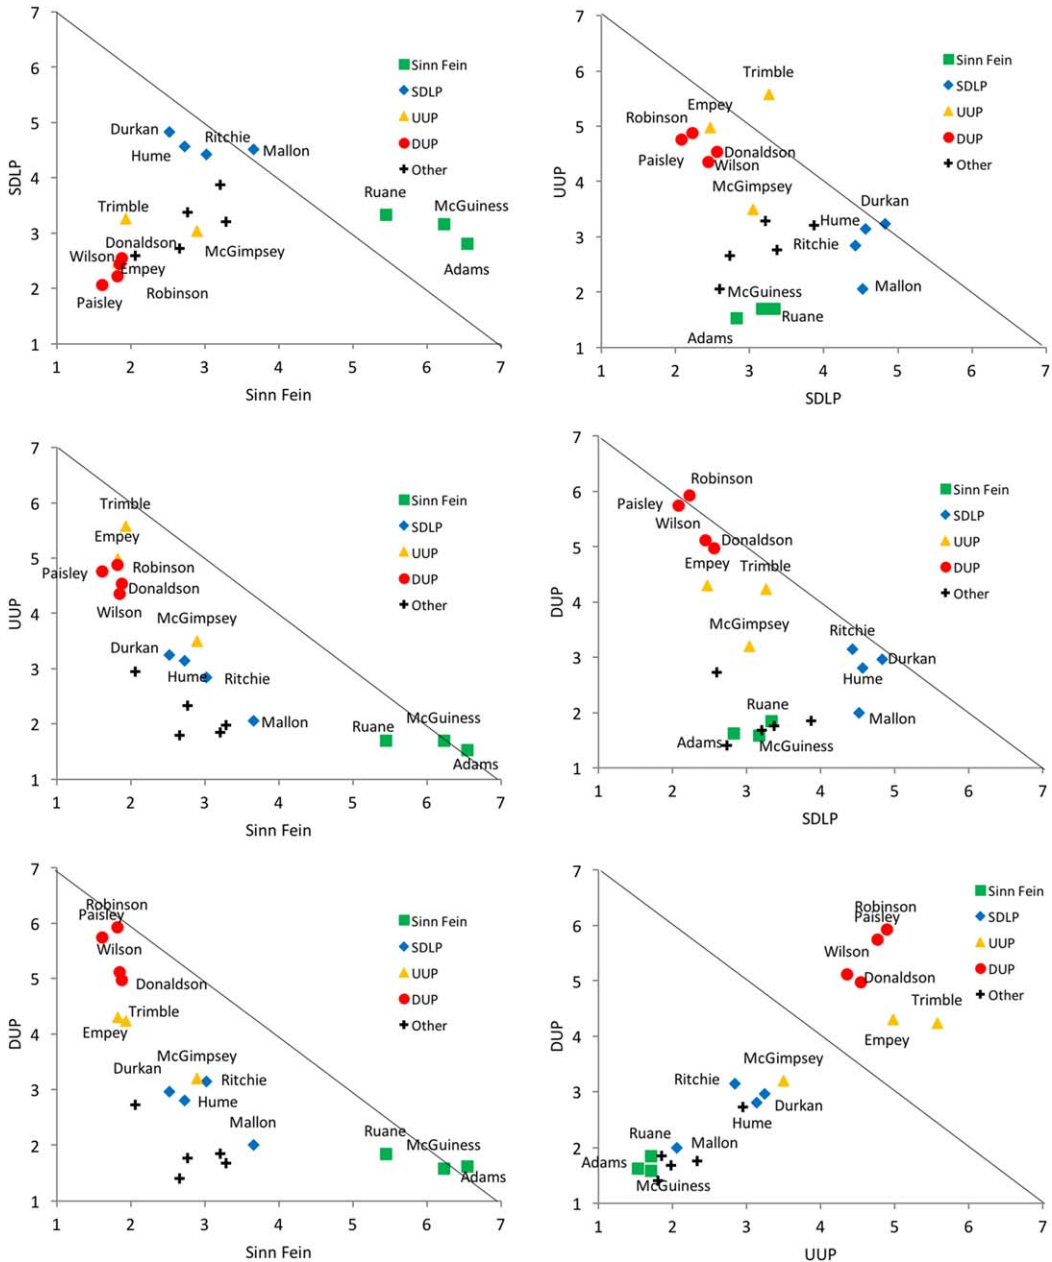 7
6
5
4
3
2
1
SDLP
Durkan
Hume
Ritchie
Mallon
Trimble
Donaldson
Wilson
Empey
Paisley
Robinson
McGimpsey
Ruane
McGuiness
Adams
Sinn Fein
SDLP
UUP
DUP
Other
1 2 3 4 5 6 7
Sinn Fein
7
6
5
4
3
2
1
UUP
Trimble
Empey
Robinson
Paisley
Donaldson
Wilson
McGimpsey
Durkan
Hume
Ritchie
Mallon
McGuiness
Ruane
Adams
Sinn Fein
SDLP
UUP
DUP
Other
1 2 3 4 5 6 7
SDLP
7
6
5
4
3
2
1
UUP
Trimble
Empey
Paisley
Robinson
Donaldson
Wilson
McGimpsey
Durkan
Hume
Ritchie
Mallon
Ruane
McGuiness
Adams
Sinn Fein
SDLP
UUP
DUP
Other
1 2 3 4 5 6 7
Sinn Fein
7
6
5
4
3
2
1
DUP
Robinson
Paisley
Wilson
Donaldson
Empey
Trimble
McGimpsey
Ritchie
Durkan
Hume
Mallon
Ruane
Adams
McGuiness
Sinn Fein
SDLP
UUP
DUP
Other
1 2 3 4 5 6 7
SDLP
7
6
5
4
3
2
1
DUP
Robinson
Paisley
Wilson
Donaldson
Trimble
Empey
McGimpsey
Durkan
Ritchie
Hume
Mallon
Ruane
McGuiness
Adams
Sinn Fein
SDLP
UUP
DUP
Other
1 2 3 4 5 6 7
Sinn Fein
7
6
5
4
3
2
1
DUP
Robinson
Paisley
Wilson
Donaldson
Trimble
Empey
McGimpsey
Ritchie
Durkan
Hume
Ruane
Mallon
Adams
McGuiness
Sinn Fein
SDLP
UUP
DUP
Other
1 2 3 4 5 6 7
UUP